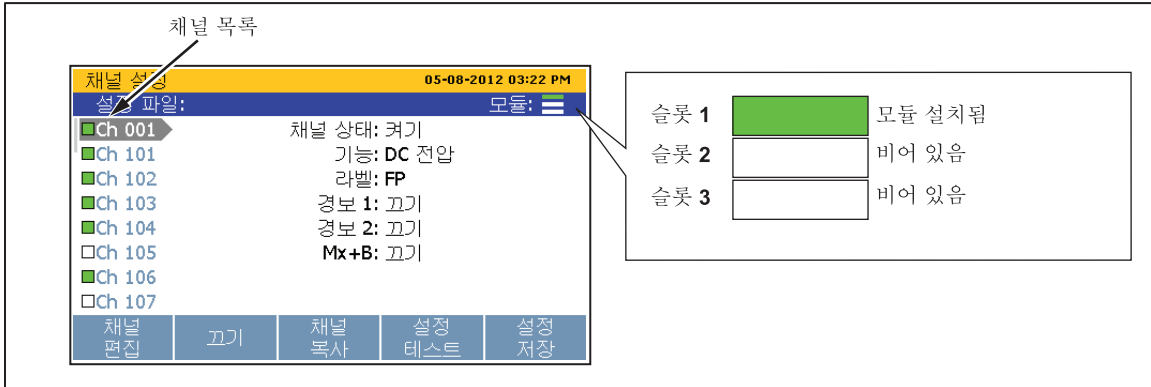 채널 목록
채널 설정 05-08-2012 03:22 PM
설정 파일: 모듈:
Ch 001
Ch 101
Ch 102
Ch 103
Ch 104
Ch 105
Ch 106
Ch 107
채널 상태: 켜기
기능: DC 전압
라벨: FP
경보 1: 끄기
경보 2: 끄기
Mx+B: 끄기
채널 편집
끄기
채널 복사
설정 테스트
설정 저장
슬롯 1 모듈 설치됨
슬롯 2 비어 있음
슬롯 3 비어 있음